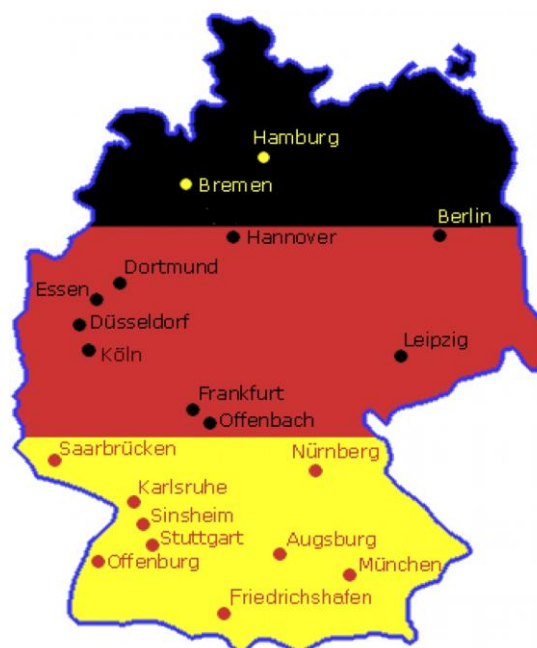 Hamburg
Bremen
Berlin
Hannover
Dortmund
Essen
Düsseldorf
Köln
Leipzig
Frankfurt
Offenbach
Saarbrücken
Nürnberg
Karlsruhe
Sinsheim
Stuttgart
Augsburg
Offenburg
München
Friedrichshafen